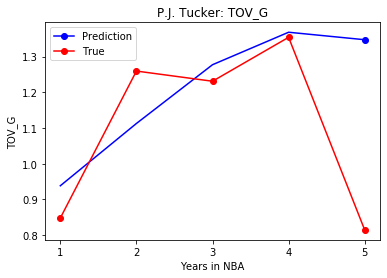 P.J. Tucker: TOV_G
Prediction
True
1.3
1.2
1.1
1.0
0.9
0.8
TOV_G
1 2 3 4 5
Years in NBA